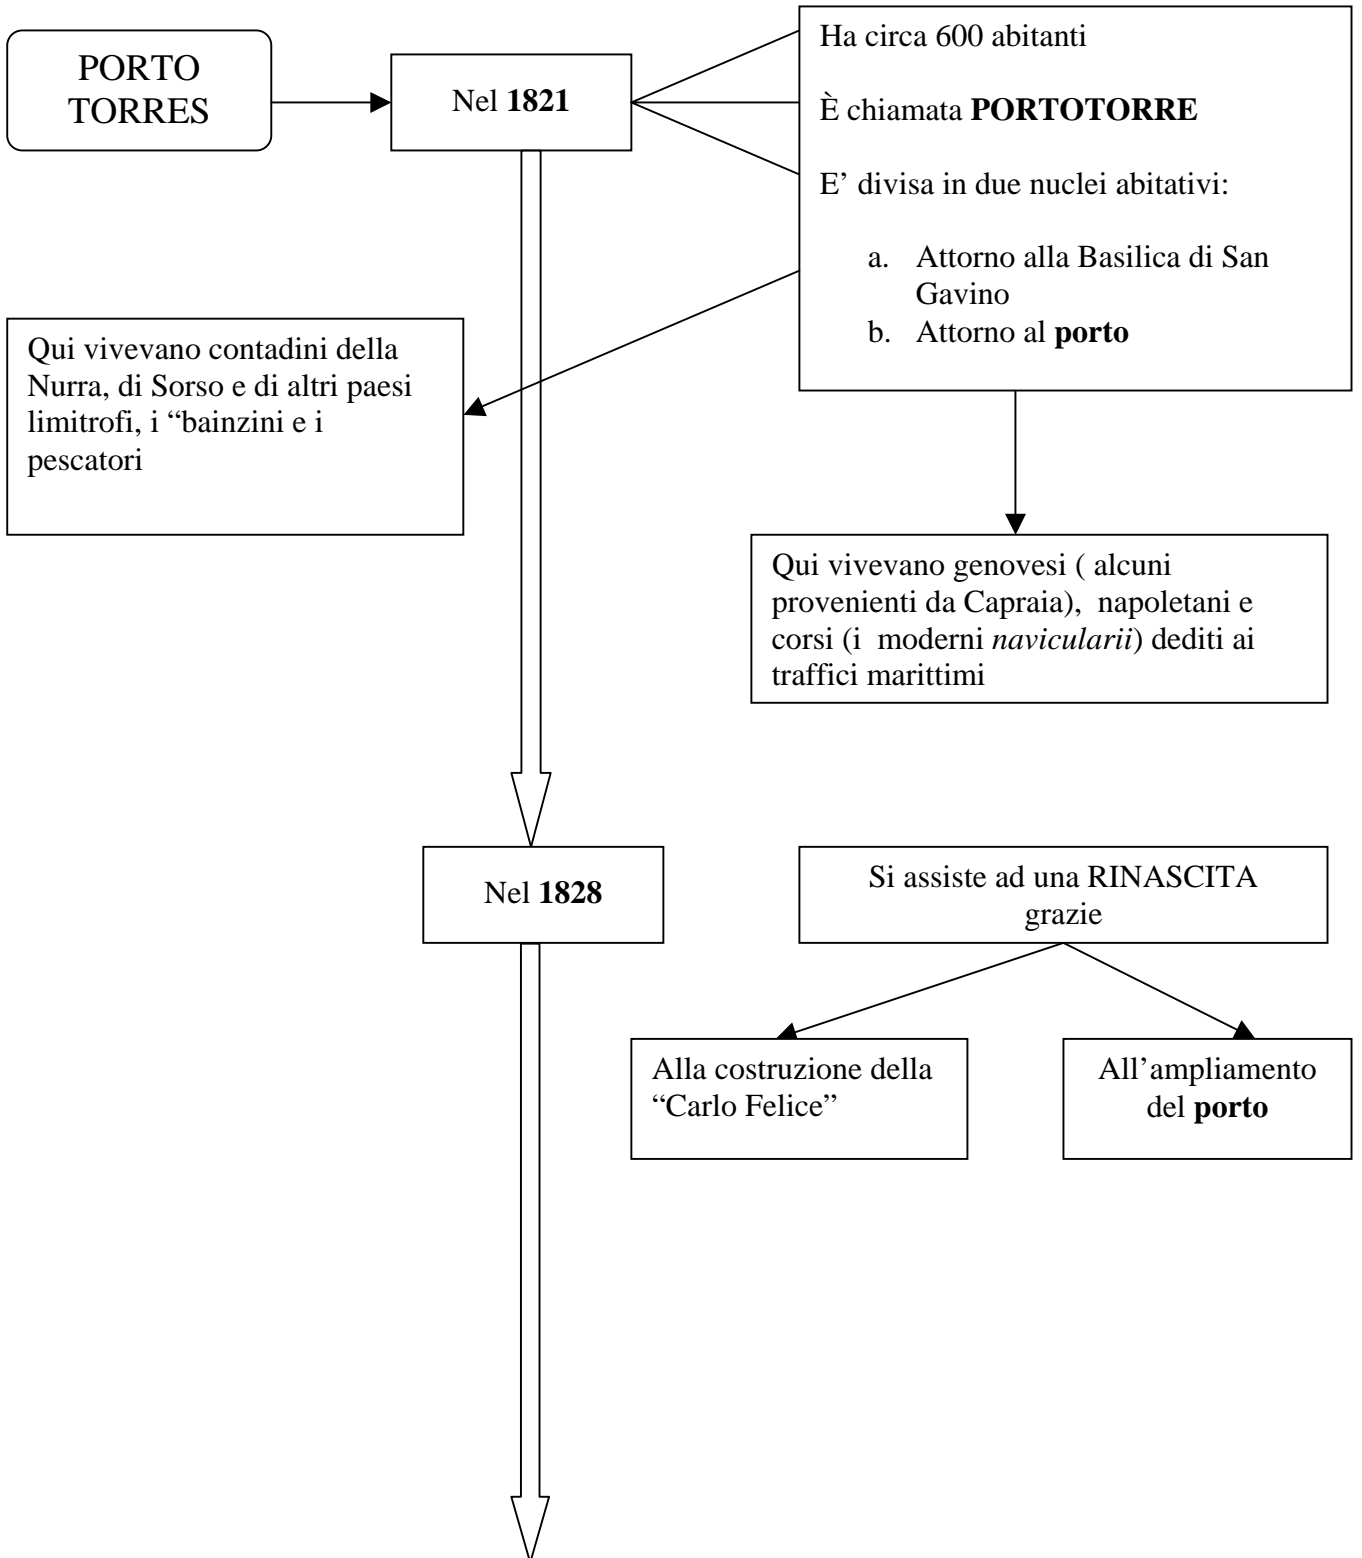 PORTO
TORRES
Nel 1821
Ha circa 600 abitanti
È chiamata PORTOTORRE
E’ divisa in due nuclei abitativi:
a. Attorno alla Basilica di San
Gavino
b. Attorno al porto
Qui vivevano contadini della
Nurra, di Sorso e di altri paesi
limitrofi, i “bainzini e i
pescatori
Qui vivevano genovesi ( alcuni
provenienti da Capraia), napoletani e
corsi (i moderni navicularii) dediti ai
traffici marittimi
Nel 1828
Si assiste ad una RINASCITA
grazie
Alla costruzione della
“Carlo Felice”
All’ampliamento
del porto